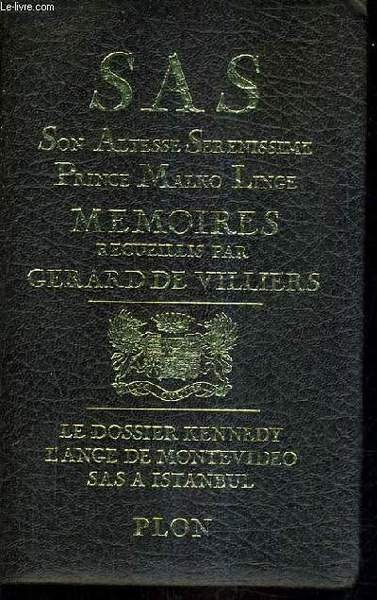 Le-livre.com
SAS
SON ALTESSE SERENISSIME
PRINCE MALKO LINGE
MEMOIRES
RECUEILLIS PAR
GERARD DE VILLIERS
LE DOSSIER KENNEDY
L'ANGE DE MONTEVIDEO
SAS A ISTANBUL
PLON